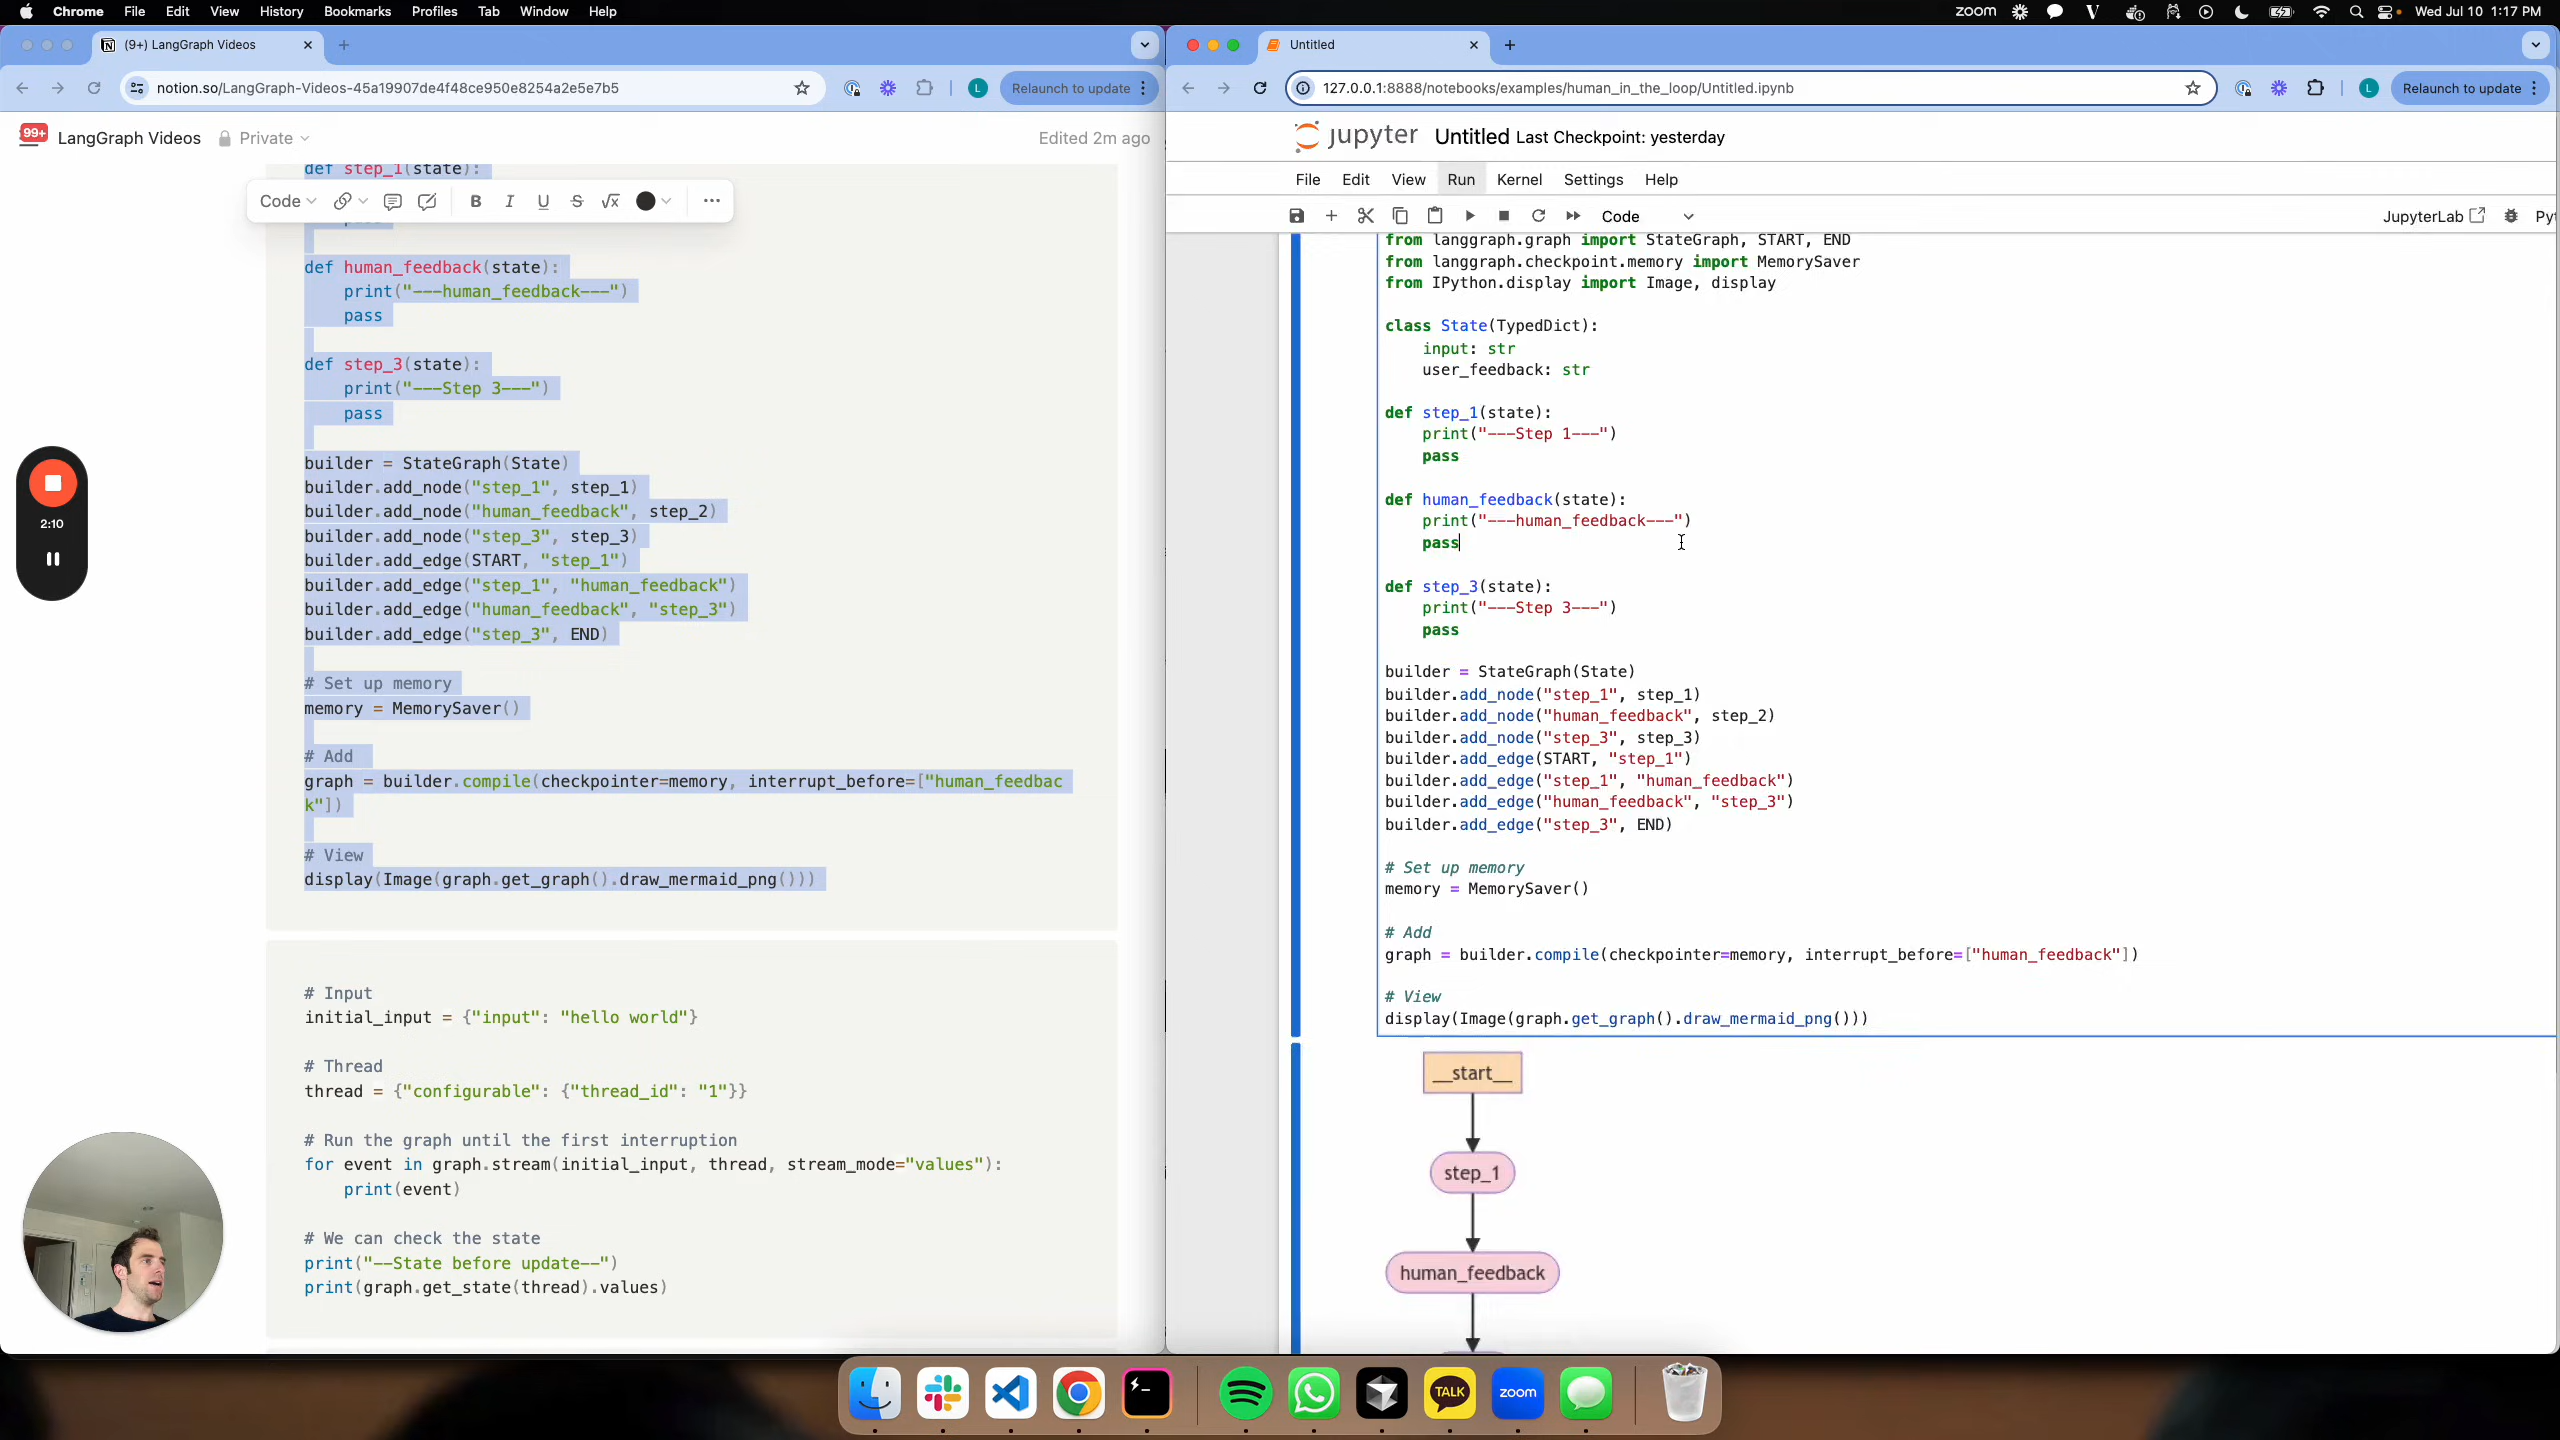 Chrome File Edit View History Bookmarks Profiles Tab Window Help
zoom Wed Jul 10 1:17 PM
(9+) LangGraph Videos
notion.so/LangGraph-Videos-45a19907de4f48ce950e8254a2e5e7b5
L
Relaunch to update
99+
LangGraph Videos Private
Edited 2m ago
def step_1(state):
Code B I U S √x
def human_feedback(state):
print("---human_feedback---")
pass
def step_3(state):
print("---Step 3---")
pass
builder = StateGraph(State)
builder.add_node("step_1", step_1)
builder.add_node("human_feedback", step_2)
builder.add_node("step_3", step_3)
builder.add_edge(START, "step_1")
builder.add_edge("step_1", "human_feedback")
builder.add_edge("human_feedback", "step_3")
builder.add_edge("step_3", END)
# Set up memory
memory = MemorySaver()
# Add
graph = builder.compile(checkpointer=memory, interrupt_before=["human_feedbac
k"])
# View
display(Image(graph.get_graph().draw_mermaid_png()))
# Input
initial_input = {"input": "hello world"}
# Thread
thread = {"configurable": {"thread_id": "1"}}
# Run the graph until the first interruption
for event in graph.stream(initial_input, thread, stream_mode="values"):
print(event)
# We can check the state
print("--State before update--")
print(graph.get_state(thread).values)
2:10
Untitled
127.0.0.1:8888/notebooks/examples/human_in_the_loop/Untitled.ipynb
L
Relaunch to update
jupyter Untitled Last Checkpoint: yesterday
File Edit View Run Kernel Settings Help
Code
JupyterLab
Pyt
from langgraph.graph import StateGraph, START, END
from langgraph.checkpoint.memory import MemorySaver
from IPython.display import Image, display
class State(TypedDict):
input: str
user_feedback: str
def step_1(state):
print("---Step 1---")
pass
def human_feedback(state):
print("---human_feedback---")
pass
def step_3(state):
print("---Step 3---")
pass
builder = StateGraph(State)
builder.add_node("step_1", step_1)
builder.add_node("human_feedback", step_2)
builder.add_node("step_3", step_3)
builder.add_edge(START, "step_1")
builder.add_edge("step_1", "human_feedback")
builder.add_edge("human_feedback", "step_3")
builder.add_edge("step_3", END)
# Set up memory
memory = MemorySaver()
# Add
graph = builder.compile(checkpointer=memory, interrupt_before=["human_feedback"])
# View
display(Image(graph.get_graph().draw_mermaid_png()))
__start__
step_1
human_feedback
TALK
zoom